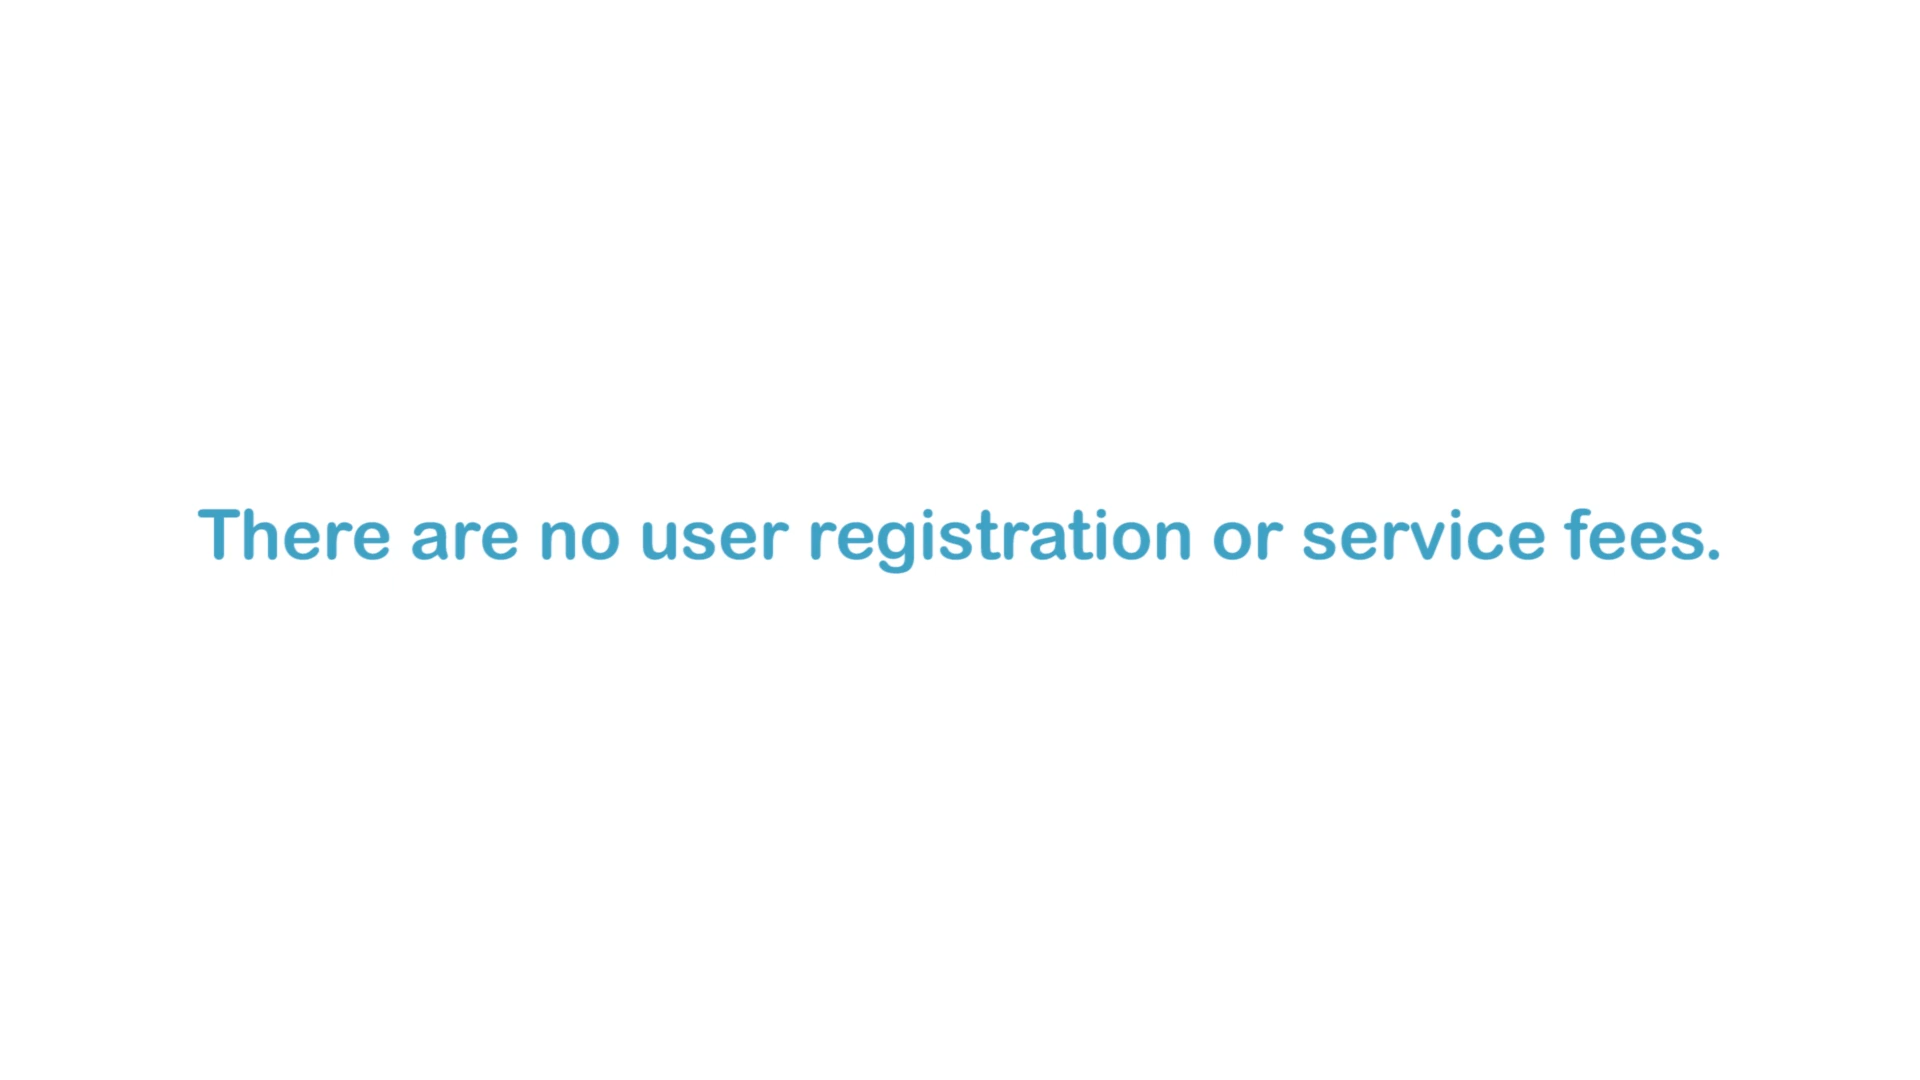 There are no user registration or service fees.